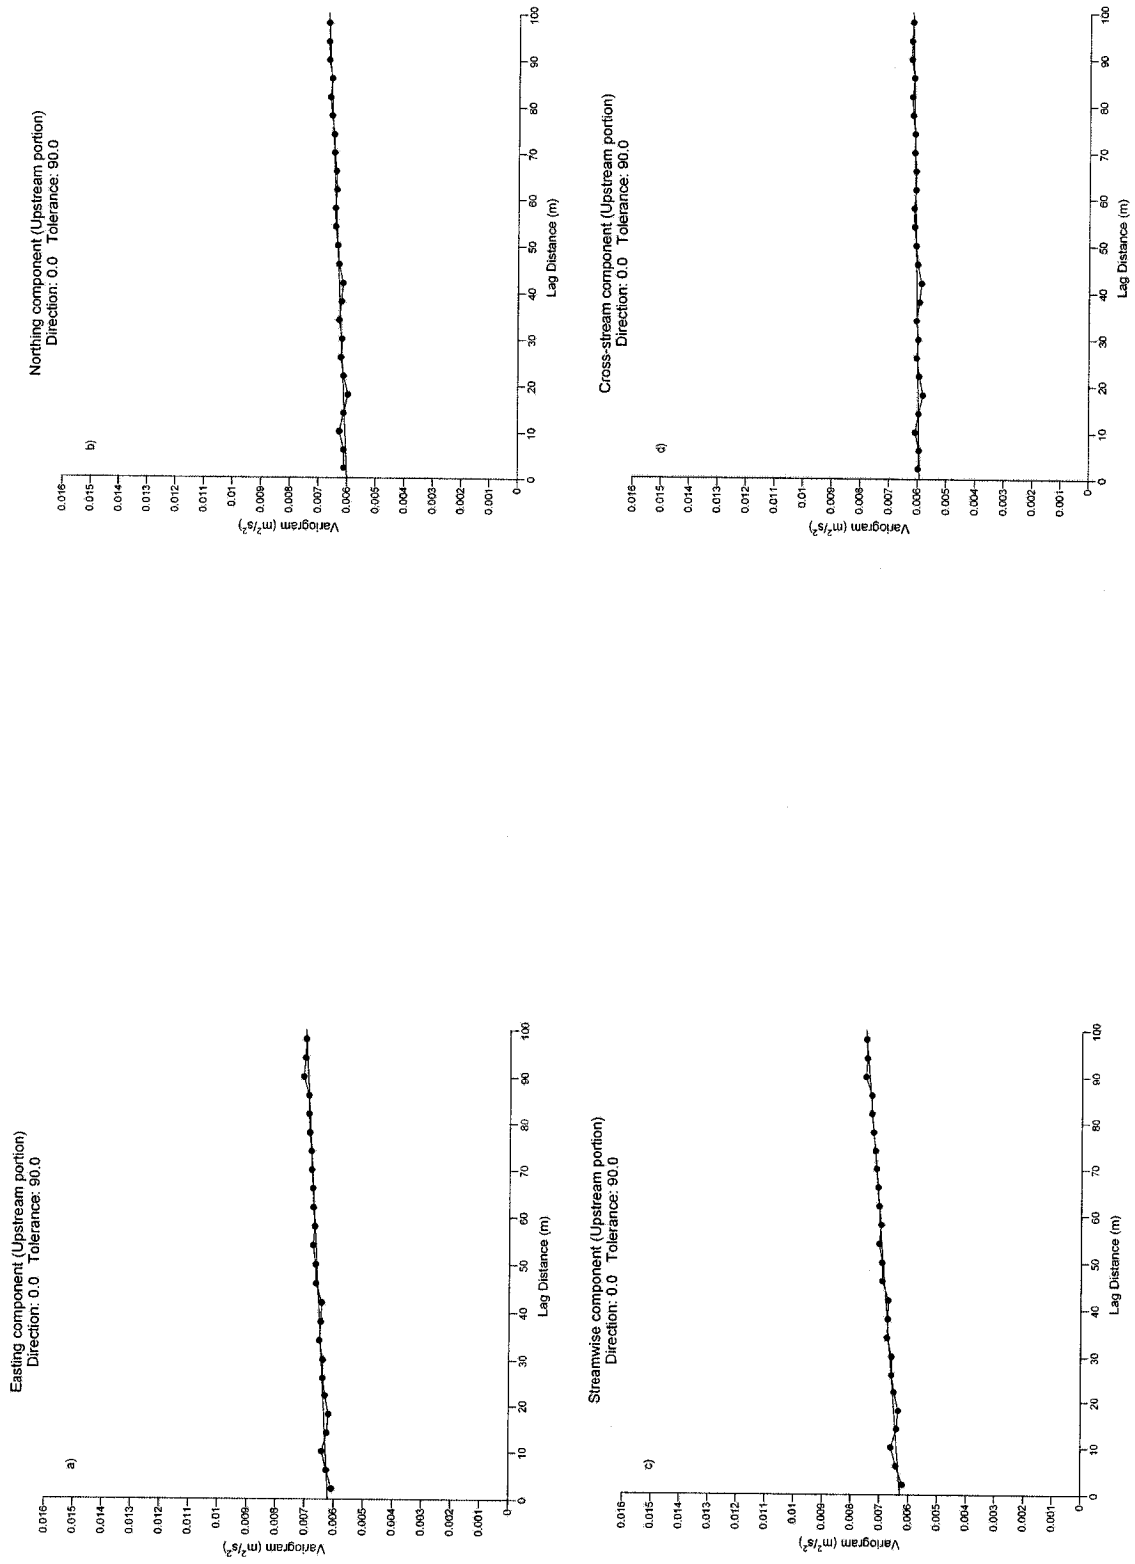 Easting component (Upstream portion)
Direction: 0.0 Tolerance: 90.0
a)
0.016
0.015
0.014
0.013
0.012
0.011
0.01
0.009
0.008
0.007
0.006
0.005
0.004
0.003
0.002
0.001
0
Variogram (m²/s²)
0 10 20 30 40 50 60 70 80 90 100
Lag Distance (m)
Northing component (Upstream portion)
Direction: 0.0 Tolerance: 90.0
b)
0.016
0.015
0.014
0.013
0.012
0.011
0.01
0.009
0.008
0.007
0.006
0.005
0.004
0.003
0.002
0.001
0
Variogram (m²/s²)
0 10 20 30 40 50 60 70 80 90 100
Lag Distance (m)
Streamwise component (Upstream portion)
Direction: 0.0 Tolerance: 90.0
c)
0.016
0.015
0.014
0.013
0.012
0.011
0.01
0.009
0.008
0.007
0.006
0.005
0.004
0.003
0.002
0.001
0
Variogram (m²/s²)
0 10 20 30 40 50 60 70 80 90 100
Lag Distance (m)
Cross-stream component (Upstream portion)
Direction: 0.0 Tolerance: 90.0
d)
0.016
0.015
0.014
0.013
0.012
0.011
0.01
0.009
0.008
0.007
0.006
0.005
0.004
0.003
0.002
0.001
0
Variogram (m²/s²)
0 10 20 30 40 50 60 70 80 90 100
Lag Distance (m)